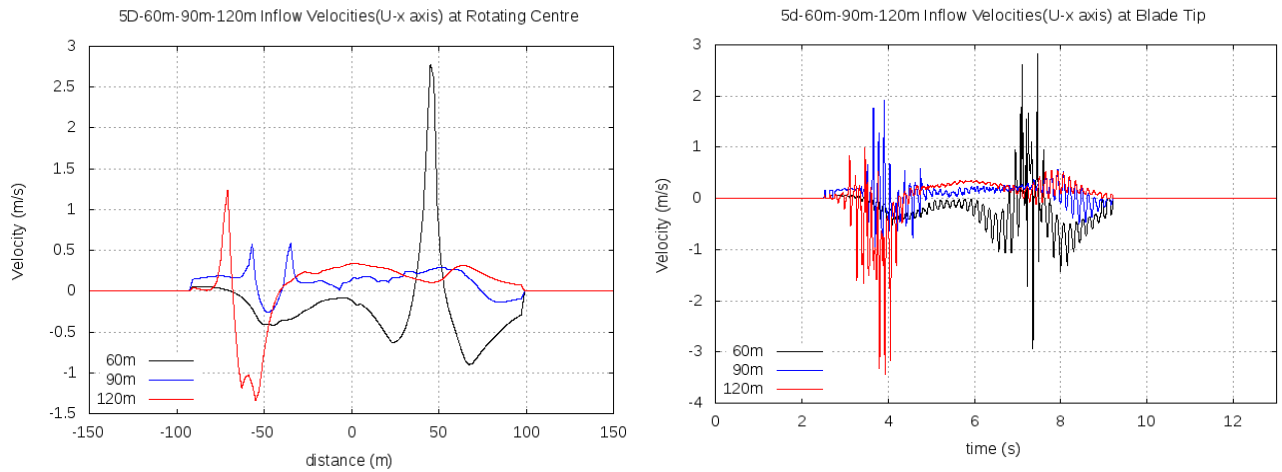 5D-60m-90m-120m Inflow Velocities(U-x axis) at Rotating Centre
3
2.5
2
1.5
1
0.5
0
-0.5
-1
-1.5
Velocity (m/s)
60m
90m
120m
-150 -100 -50 0 50 100 150
distance (m)
5d-60m-90m-120m Inflow Velocities(U-x axis) at Blade Tip
3
2
1
0
-1
-2
-3
-4
Velocity (m/s)
60m
90m
120m
0 2 4 6 8 10 12
time (s)